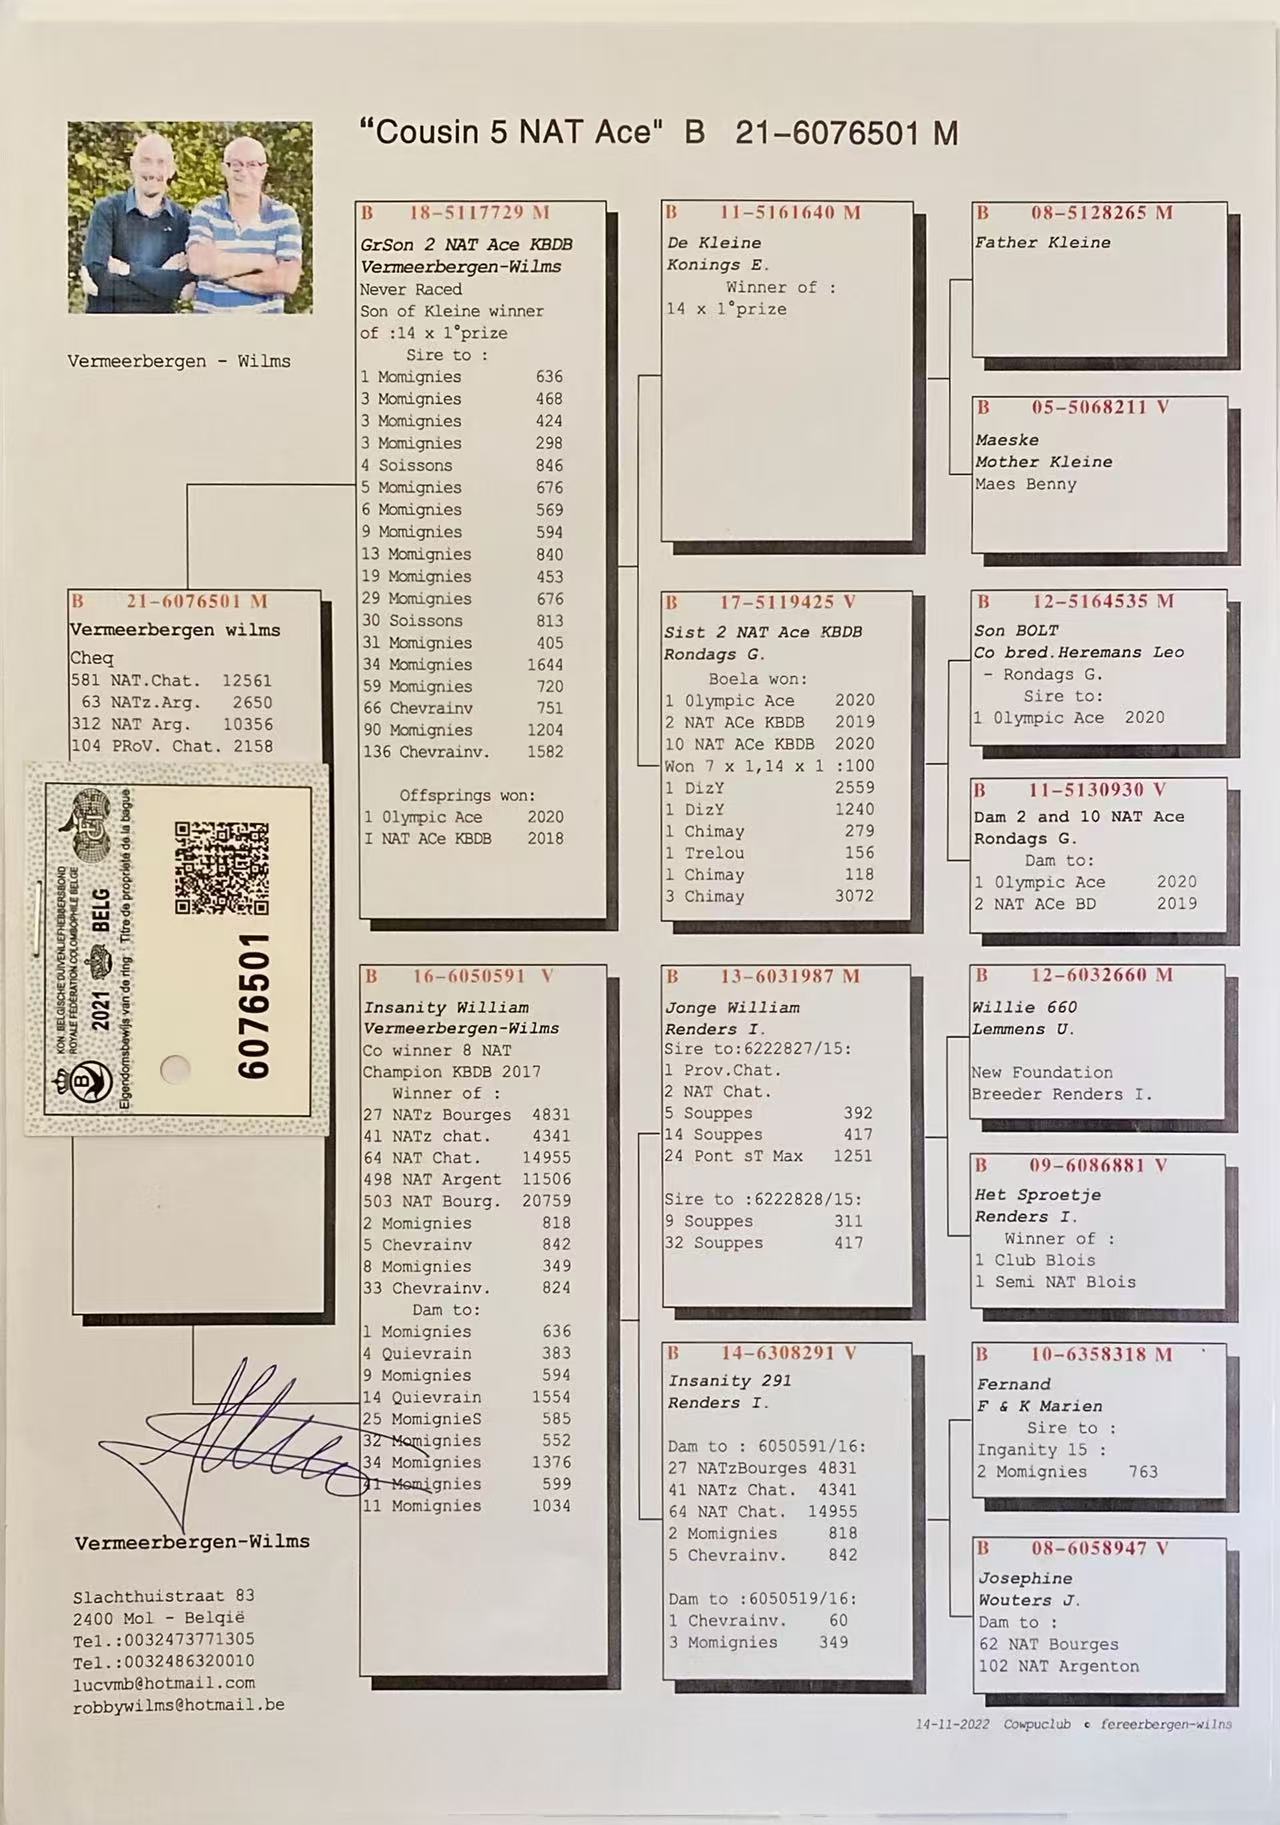 "Cousin 5 NAT Ace" B 21-6076501 M
Vermeerbergen - Wilms
B 21-6076501 M
Vermeerbergen wilms
Cheq
581 NAT.Chat. 12561
63 NATz.Arg. 2650
312 NAT Arg. 10356
104 PRoV. Chat. 2158
KON. BELGISCHE DUIVENLIEFHEBBERSBOND
ROYALE FÉDÉRATION COLOMBOPHILE BELGE
2021 BELG
Eigendomsbewijs van de ring - Titre de propriété de la bague
6076501
B
Vermeerbergen-Wilms
Slachthuistraat 83
2400 Mol - België
Tel.:0032473771305
Tel.:0032486320010
lucvmb@hotmail.com
robbywilms@hotmail.be
B 18-5117729 M
GrSon 2 NAT Ace KBDB
Vermeerbergen-Wilms
Never Raced
Son of Kleine winner
of :14 x 1°prize
Sire to :
1 Momignies 636
3 Momignies 468
3 Momignies 424
3 Momignies 298
4 Soissons 846
5 Momignies 676
6 Momignies 569
9 Momignies 594
13 Momignies 840
19 Momignies 453
29 Momignies 676
30 Soissons 813
31 Momignies 405
34 Momignies 1644
59 Momignies 720
66 Chevrainv 751
90 Momignies 1204
136 Chevrainv. 1582
Offsprings won:
1 Olympic Ace 2020
I NAT ACe KBDB 2018
B 16-6050591 V
Insanity William
Vermeerbergen-Wilms
Co winner 8 NAT
Champion KBDB 2017
Winner of :
27 NATz Bourges 4831
41 NATz chat. 4341
64 NAT Chat. 14955
498 NAT Argent 11506
503 NAT Bourg. 20759
2 Momignies 818
5 Chevrainv 842
8 Momignies 349
33 Chevrainv. 824
Dam to:
1 Momignies 636
4 Quievrain 383
9 Momignies 594
14 Quievrain 1554
25 MomignieS 585
32 Momignies 552
34 Momignies 1376
41 Momignies 599
11 Momignies 1034
B 11-5161640 M
De Kleine
Konings E.
Winner of :
14 x 1°prize
B 17-5119425 V
Sist 2 NAT Ace KBDB
Rondags G.
Boela won:
1 Olympic Ace 2020
2 NAT ACe KBDB 2019
10 NAT ACe KBDB 2020
Won 7 x 1,14 x 1 :100
1 DizY 2559
1 DizY 1240
1 Chimay 279
1 Trelou 156
1 Chimay 118
3 Chimay 3072
B 13-6031987 M
Jonge William
Renders I.
Sire to:6222827/15:
1 Prov.Chat.
2 NAT Chat.
5 Souppes 392
14 Souppes 417
24 Pont sT Max 1251
Sire to :6222828/15:
9 Souppes 311
32 Souppes 417
B 14-6308291 V
Insanity 291
Renders I.
Dam to : 6050591/16:
27 NATzBourges 4831
41 NATz Chat. 4341
64 NAT Chat. 14955
2 Momignies 818
5 Chevrainv. 842
Dam to :6050519/16:
1 Chevrainv. 60
3 Momignies 349
B 08-5128265 M
Father Kleine
B 05-5068211 V
Maeske
Mother Kleine
Maes Benny
B 12-5164535 M
Son BOLT
Co bred.Heremans Leo
- Rondags G.
Sire to:
1 Olympic Ace 2020
B 11-5130930 V
Dam 2 and 10 NAT Ace
Rondags G.
Dam to:
1 Olympic Ace 2020
2 NAT ACe BD 2019
B 12-6032660 M
Willie 660
Lemmens U.
New Foundation
Breeder Renders I.
B 09-6086881 V
Het Sproetje
Renders I.
Winner of :
1 Club Blois
1 Semi NAT Blois
B 10-6358318 M
Fernand
F & K Marien
Sire to :
Inganity 15 :
2 Momignies 763
B 08-6058947 V
Josephine
Wouters J.
Dam to :
62 NAT Bourges
102 NAT Argenton
14-11-2022 Cowpuclub © fereerbergen-wilns